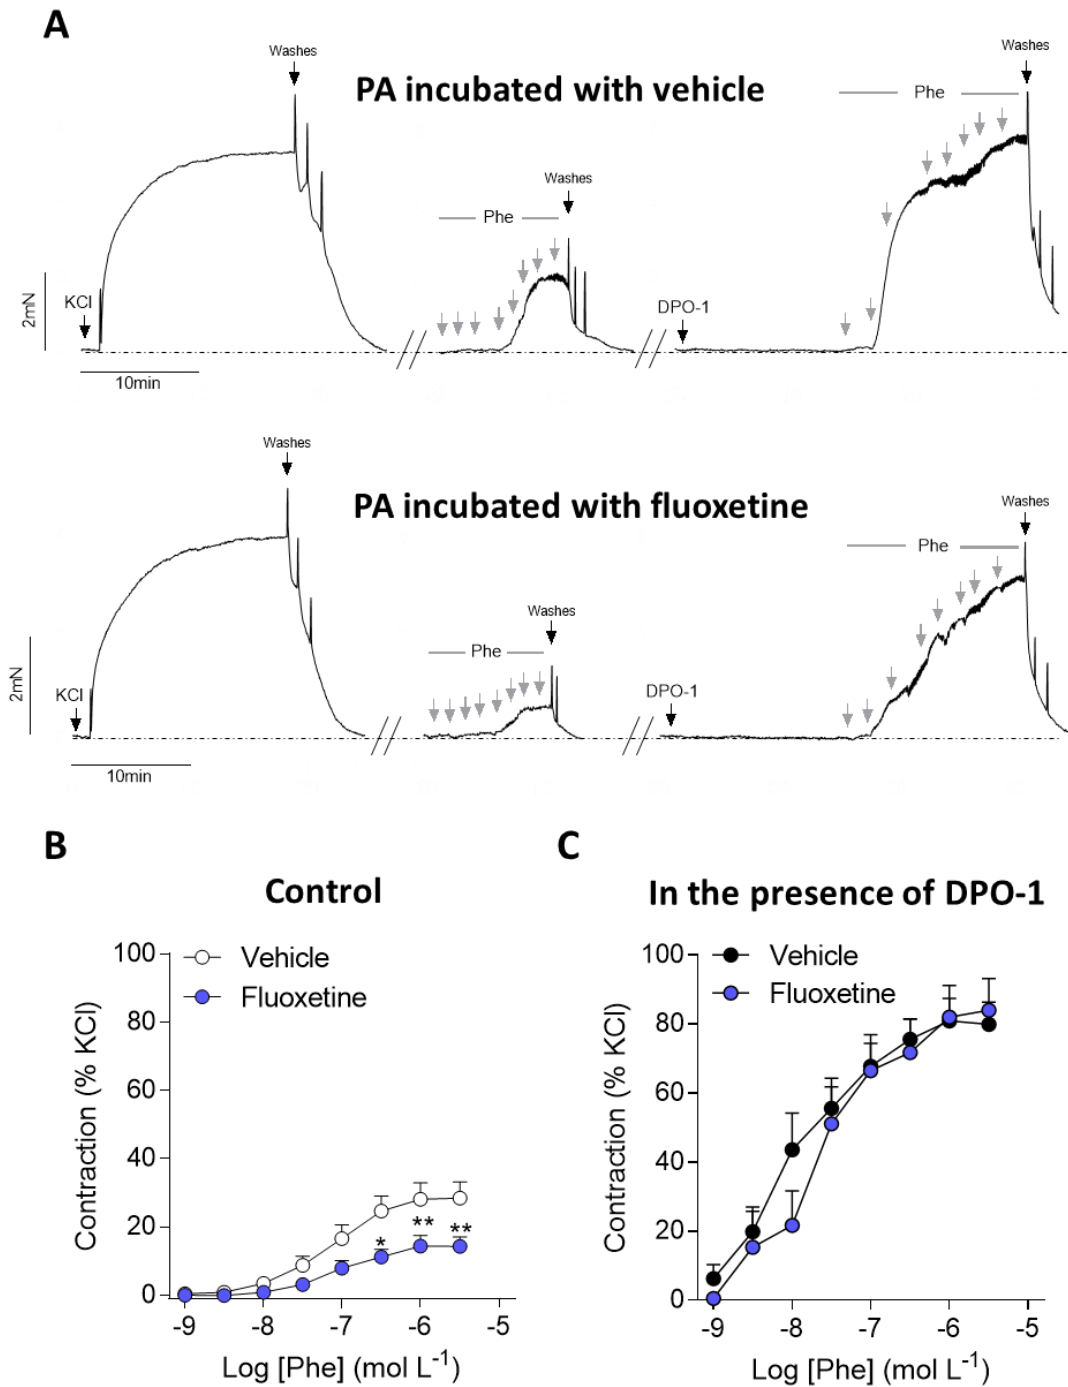 A
Washes
PA incubated with vehicle
Washes
Phe
Washes
Phe
KCl
DPO-1
2mN
10min
Washes
PA incubated with fluoxetine
Washes
Phe
Washes
Phe
KCl
DPO-1
2mN
10min
B
Control
Vehicle
Fluoxetine
100
80
60
40
20
0
Contraction (% KCl)
*
**
**
-9
-8
-7
-6
-5
Log [Phe] (mol L⁻¹)
C
In the presence of DPO-1
Vehicle
Fluoxetine
100
80
60
40
20
0
Contraction (% KCl)
-9
-8
-7
-6
-5
Log [Phe] (mol L⁻¹)